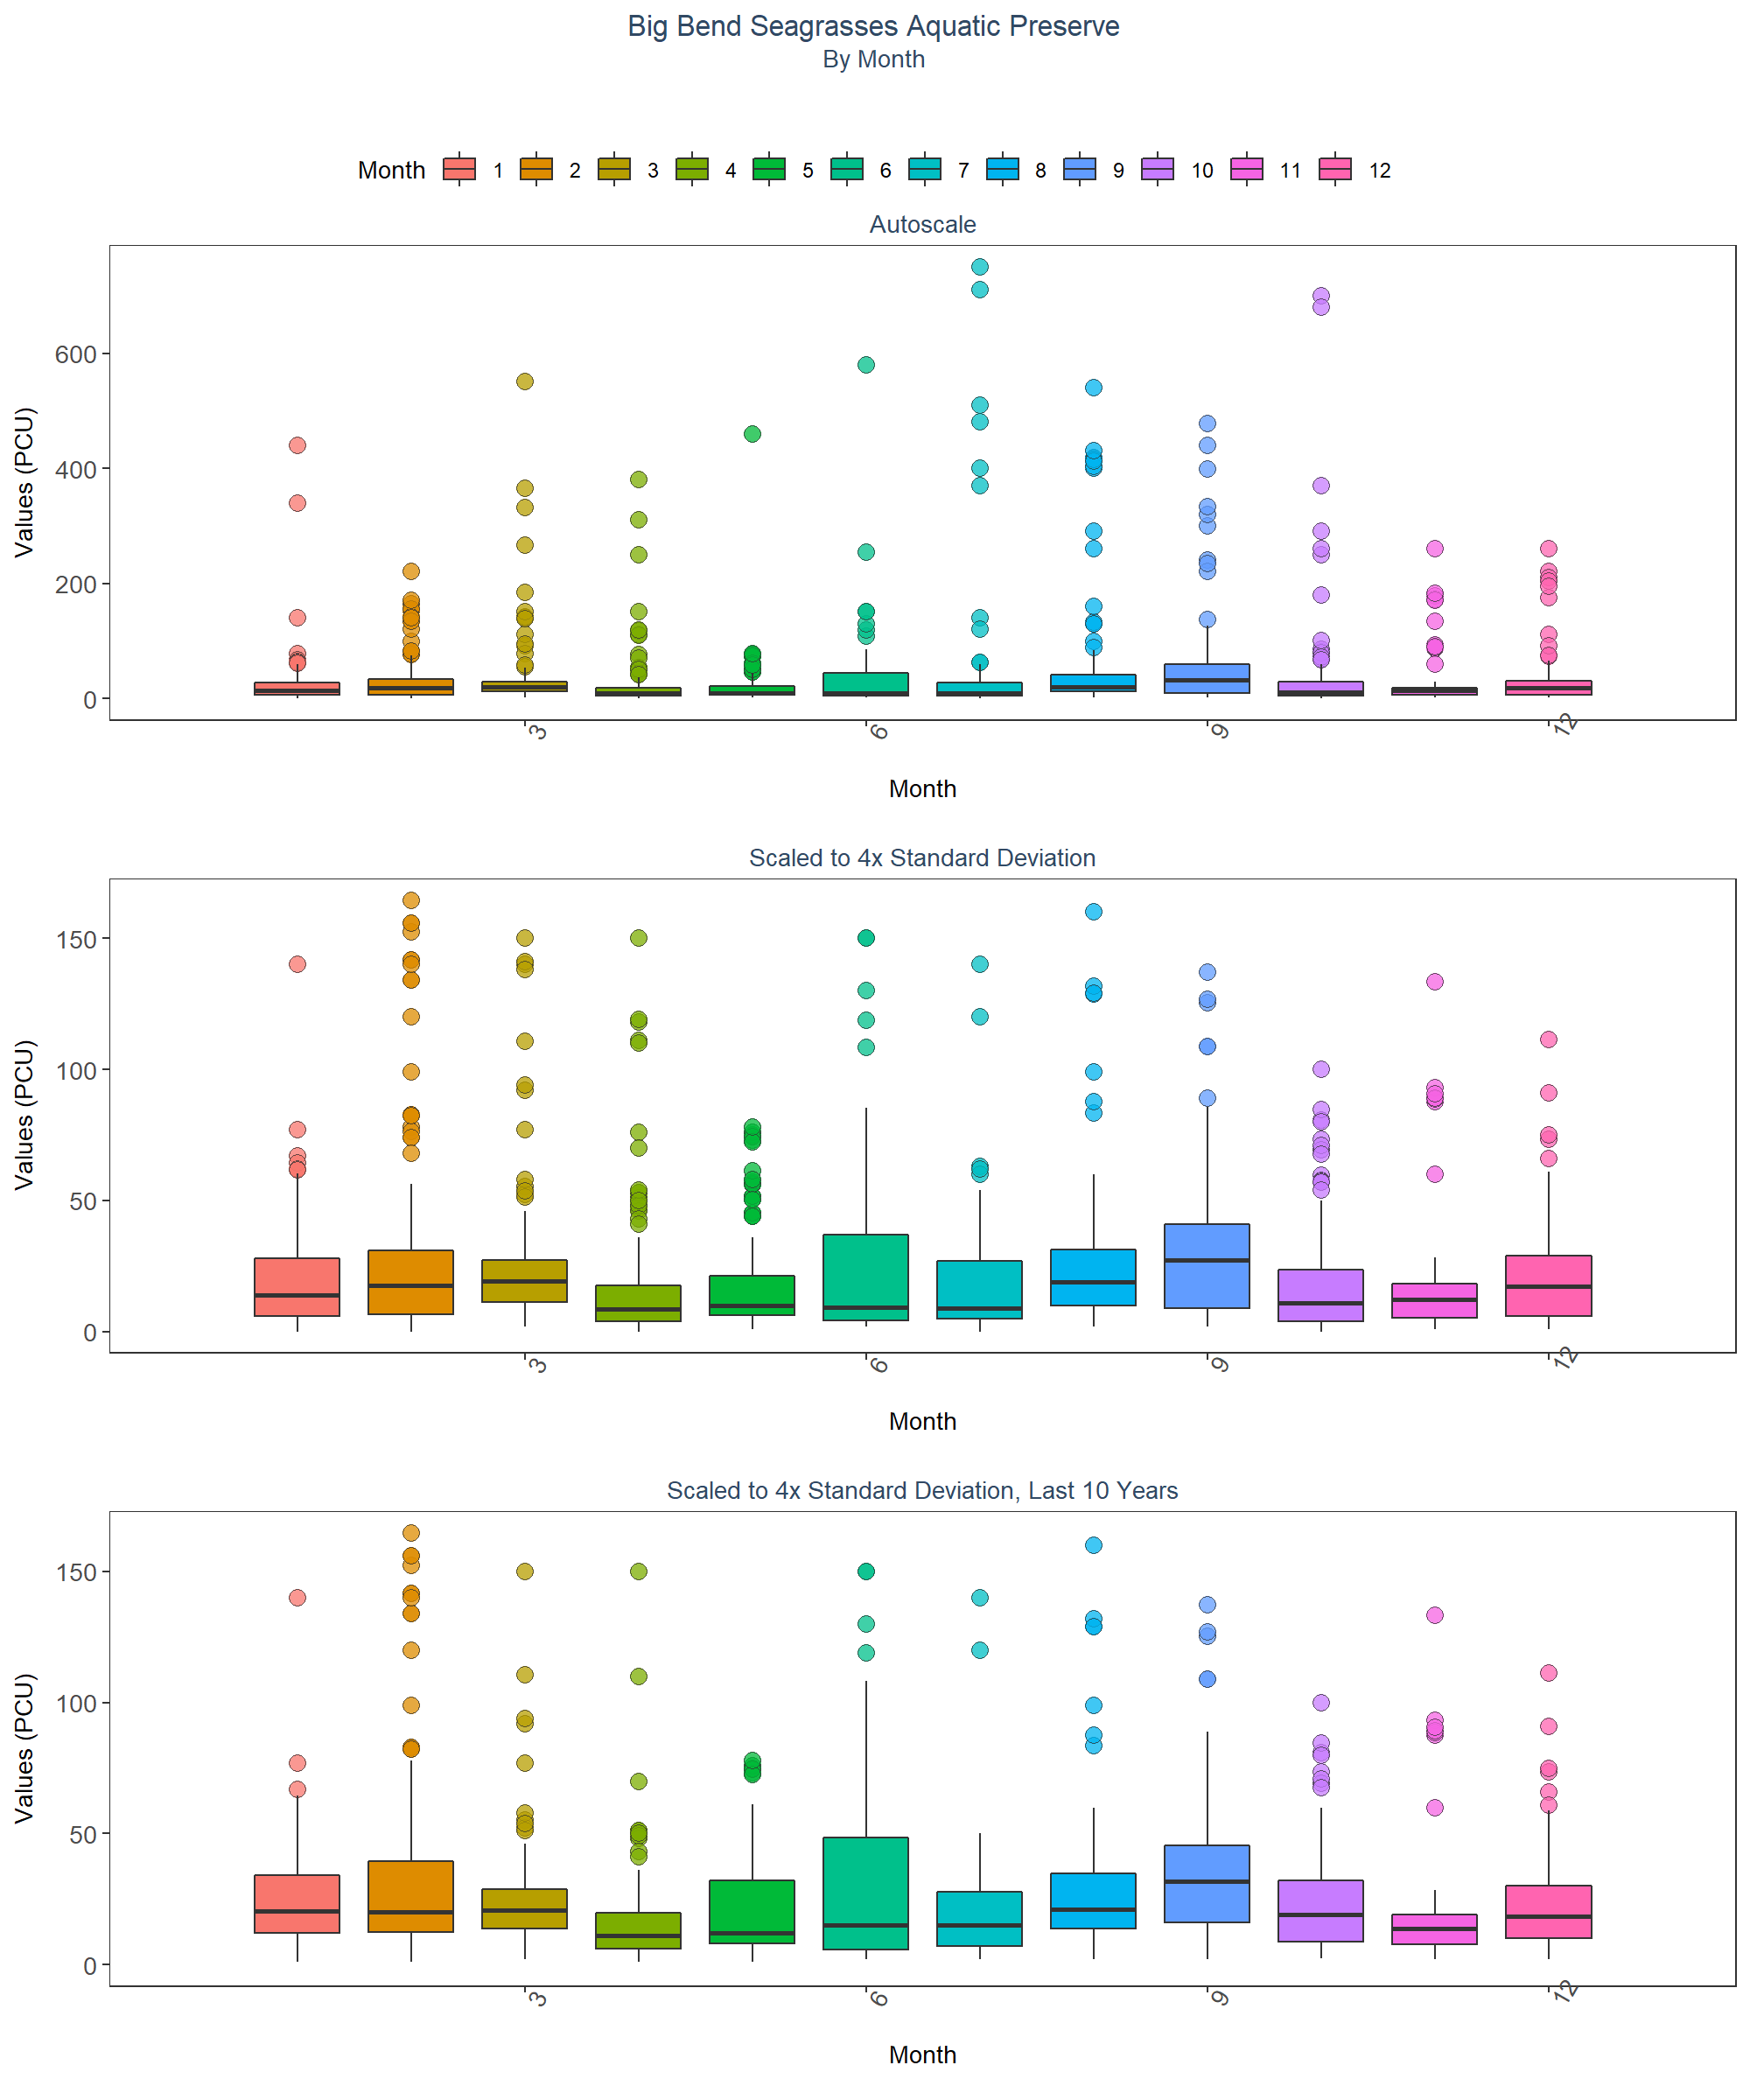 Big Bend Seagrasses Aquatic Preserve
By Month
Month 1 2 3 4 5 6 7 8 9 10 11 12
Autoscale
Values (PCU)
600
400
200
0
3 6 9 12
Month
Scaled to 4x Standard Deviation
Values (PCU)
150
100
50
0
3 6 9 12
Month
Scaled to 4x Standard Deviation, Last 10 Years
Values (PCU)
150
100
50
0
3 6 9 12
Month